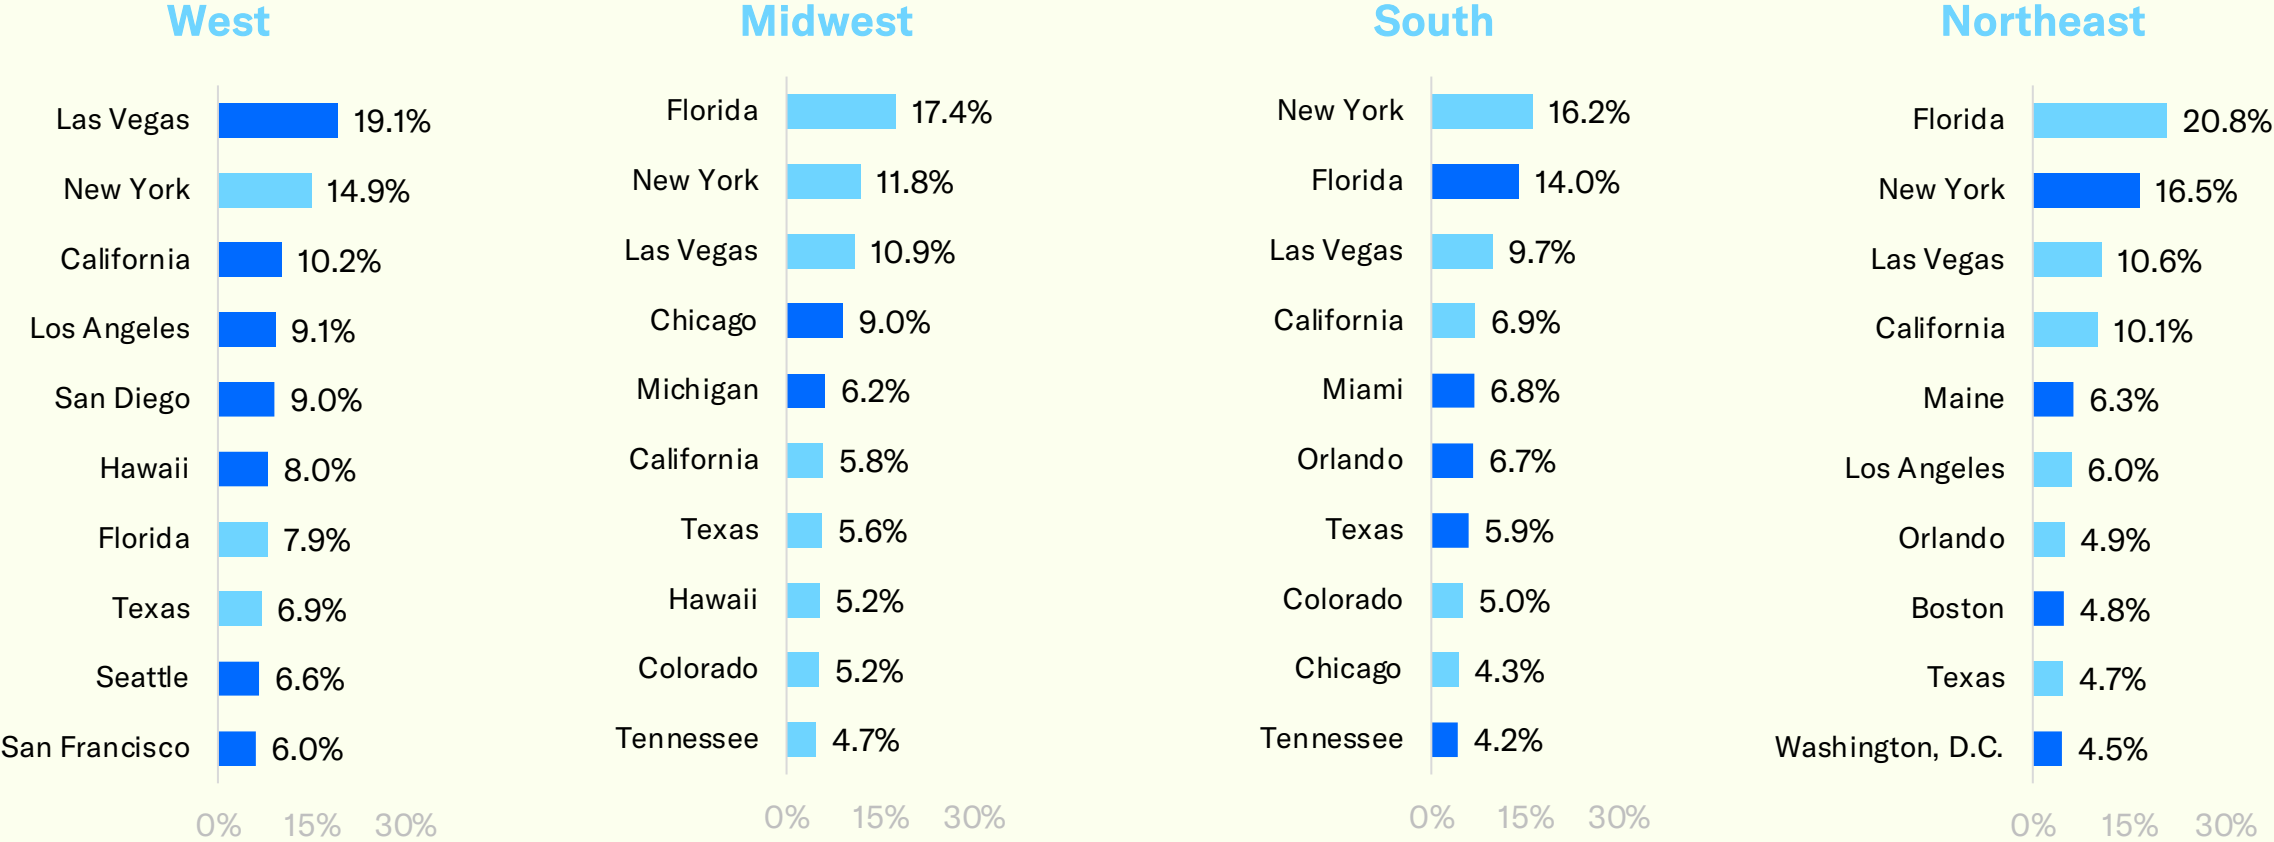 West
Las Vegas 19.1%
New York 14.9%
California 10.2%
Los Angeles 9.1%
San Diego 9.0%
Hawaii 8.0%
Florida 7.9%
Texas 6.9%
Seattle 6.6%
San Francisco 6.0%
0% 15% 30%
Midwest
Florida 17.4%
New York 11.8%
Las Vegas 10.9%
Chicago 9.0%
Michigan 6.2%
California 5.8%
Texas 5.6%
Hawaii 5.2%
Colorado 5.2%
Tennessee 4.7%
0% 15% 30%
South
New York 16.2%
Florida 14.0%
Las Vegas 9.7%
California 6.9%
Miami 6.8%
Orlando 6.7%
Texas 5.9%
Colorado 5.0%
Chicago 4.3%
Tennessee 4.2%
0% 15% 30%
Northeast
Florida 20.8%
New York 16.5%
Las Vegas 10.6%
California 10.1%
Maine 6.3%
Los Angeles 6.0%
Orlando 4.9%
Boston 4.8%
Texas 4.7%
Washington, D.C. 4.5%
0% 15% 30%